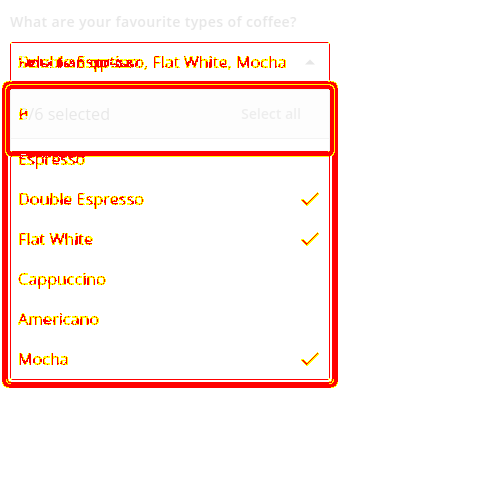 What are your favourite types of coffee?
Double Espresso, Flat White, Mocha
/6 selected Select all
Espresso
Double Espresso
Flat White
Cappuccino
Americano
Mocha